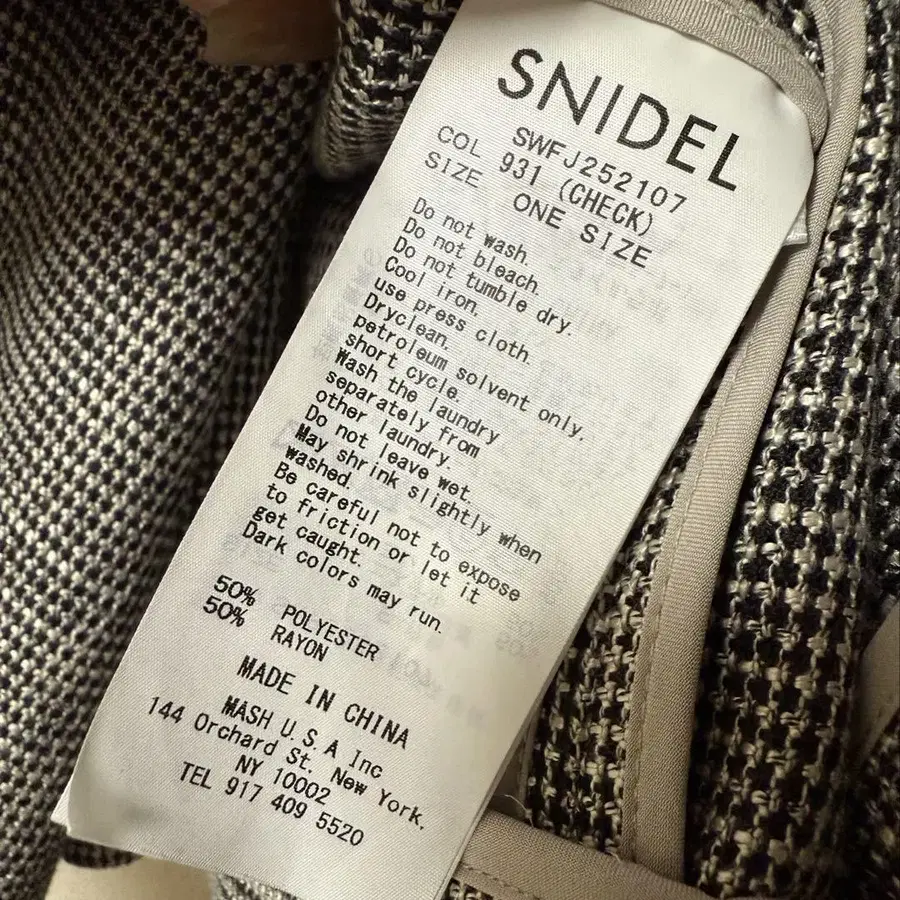 SNIDEL
SWFJ252107
COL 931 (CHECK)
SIZE ONE SIZE
Do not wash.
Do not bleach.
Do not tumble dry.
Cool iron,
use press cloth.
Dryclean,
petroleum solvent only,
short cycle.
Wash the laundry
separately from
other laundry.
Do not leave wet.
May shrink slightly when
washed.
Be careful not to expose
to friction or let it
get caught.
Dark colors may run.
50% POLYESTER
50% RAYON
MADE IN CHINA
MASH U.S.A Inc
144 Orchard St. New York.
NY 10002
TEL 917 409 5520